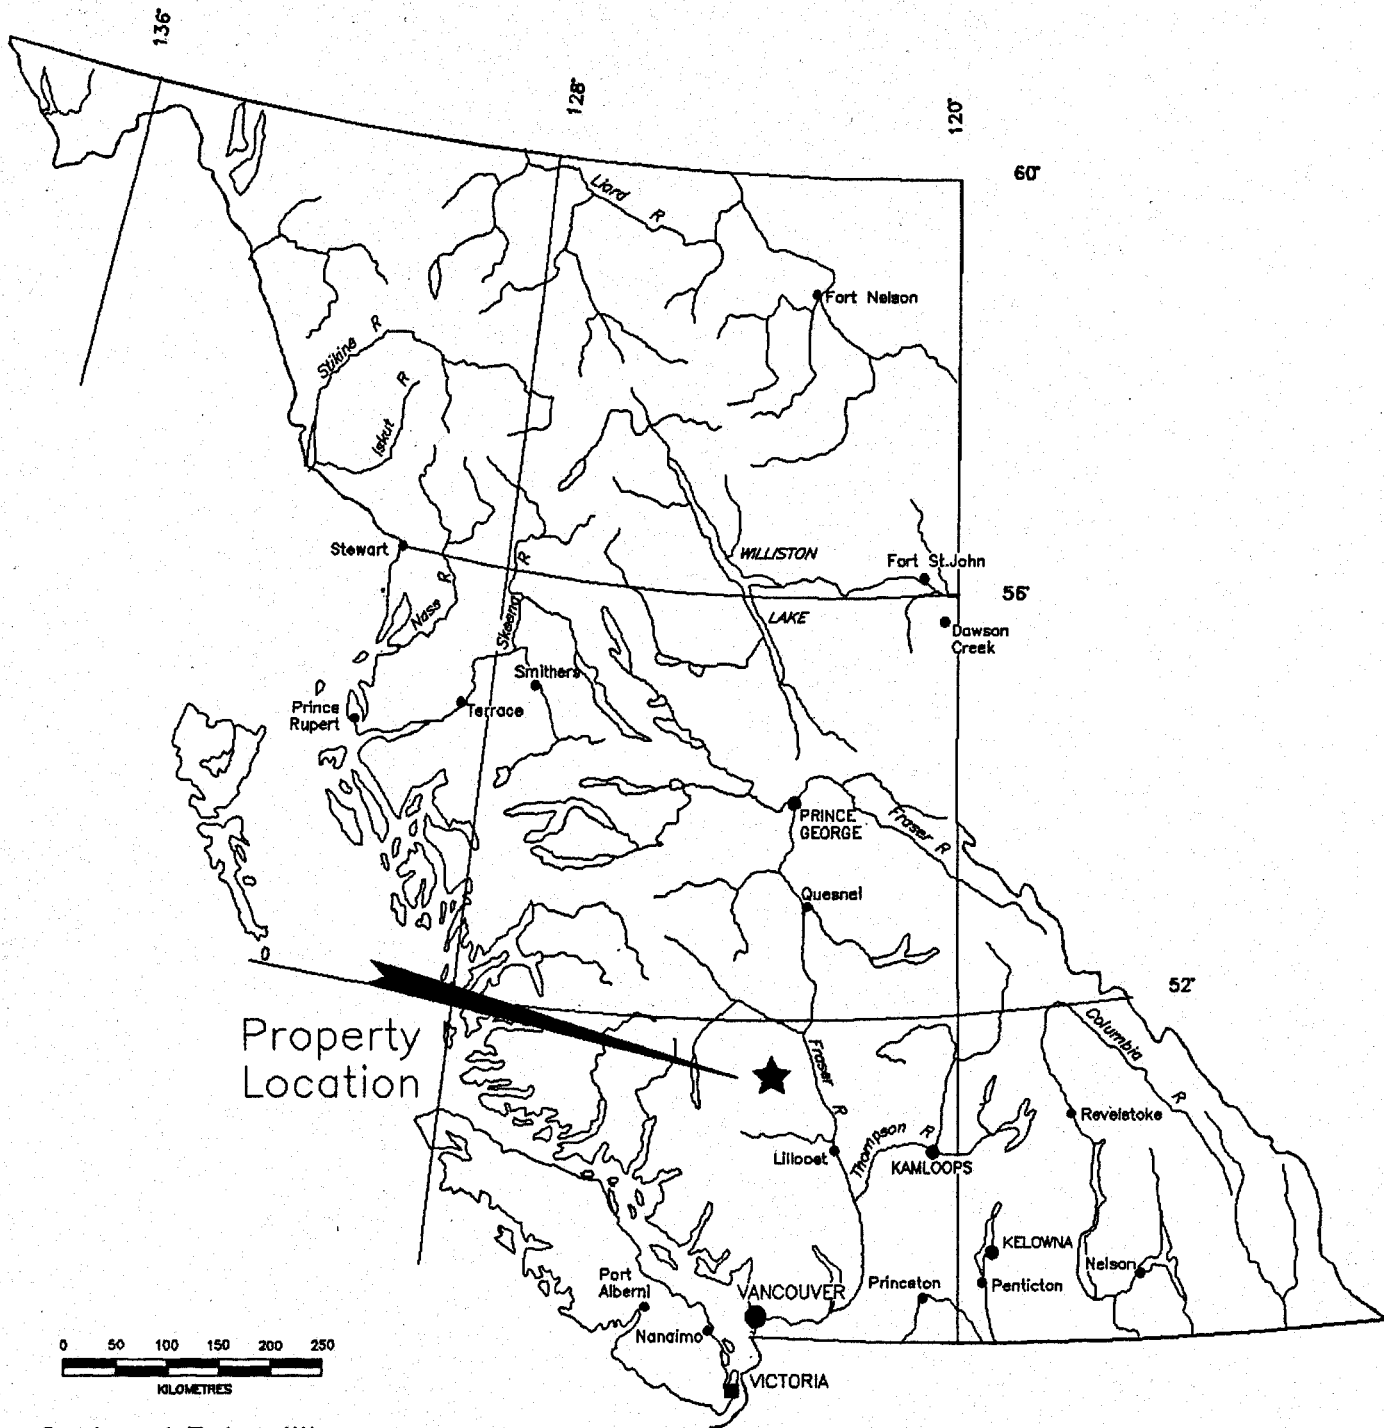 136°
128°
120°
60°
Liard R
Fort Nelson
Stikine R
Iskut R
Stewart
WILLISTON
Fort St.John
56°
Nass R
Skeena R
LAKE
Dawson
Creek
Smithers
Prince
Rupert
Terrace
PRINCE
GEORGE
Fraser R
Quesnel
52°
Property
Location
Columbia R
Fraser R
Revelstoke
Thompson R
Lillooet
KAMLOOPS
KELOWNA
Nelson
Port
Alberni
VANCOUVER
Princeton
Penticton
Nanaimo
0 50 100 150 200 250
KILOMETRES
VICTORIA